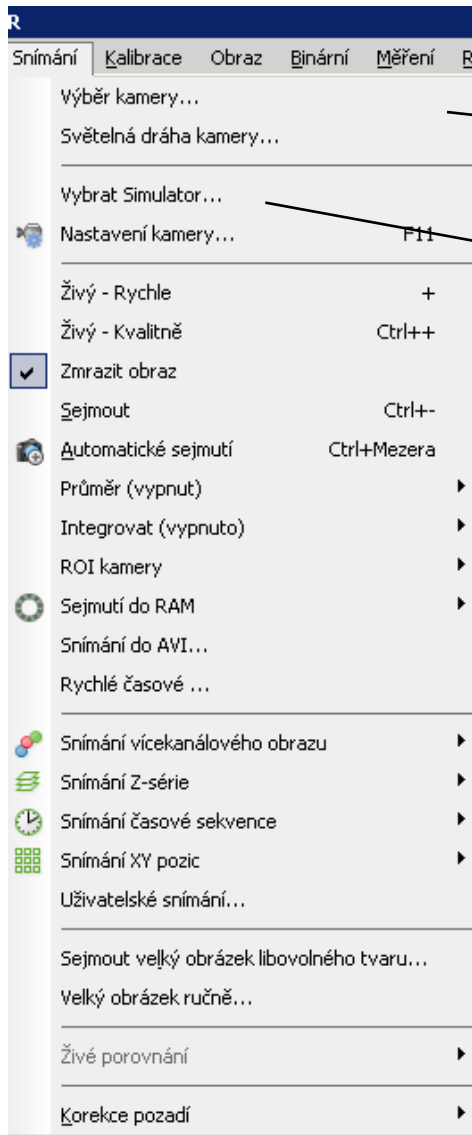 R
Snímání Kalibrace Obraz Binární Měření R
Výběr kamery...
Světelná dráha kamery...
Vybrat Simulator...
Nastavení kamery... F11
Živý - Rychle +
Živý - Kvalitně Ctrl++
Zmrazit obraz
Sejmout Ctrl+-
Automatické sejmutí Ctrl+Mezera
Průměr (vypnut)
Integrovat (vypnuto)
ROI kamery
Sejmutí do RAM
Snímání do AVI...
Rychlé časové ...
Snímání vícekanálového obrazu
Snímání Z-série
Snímání časové sekvence
Snímání XY pozic
Uživatelské snímání...
Sejmout velký obrázek libovolného tvaru...
Velký obrázek ručně...
Živé porovnání
Korekce pozadí